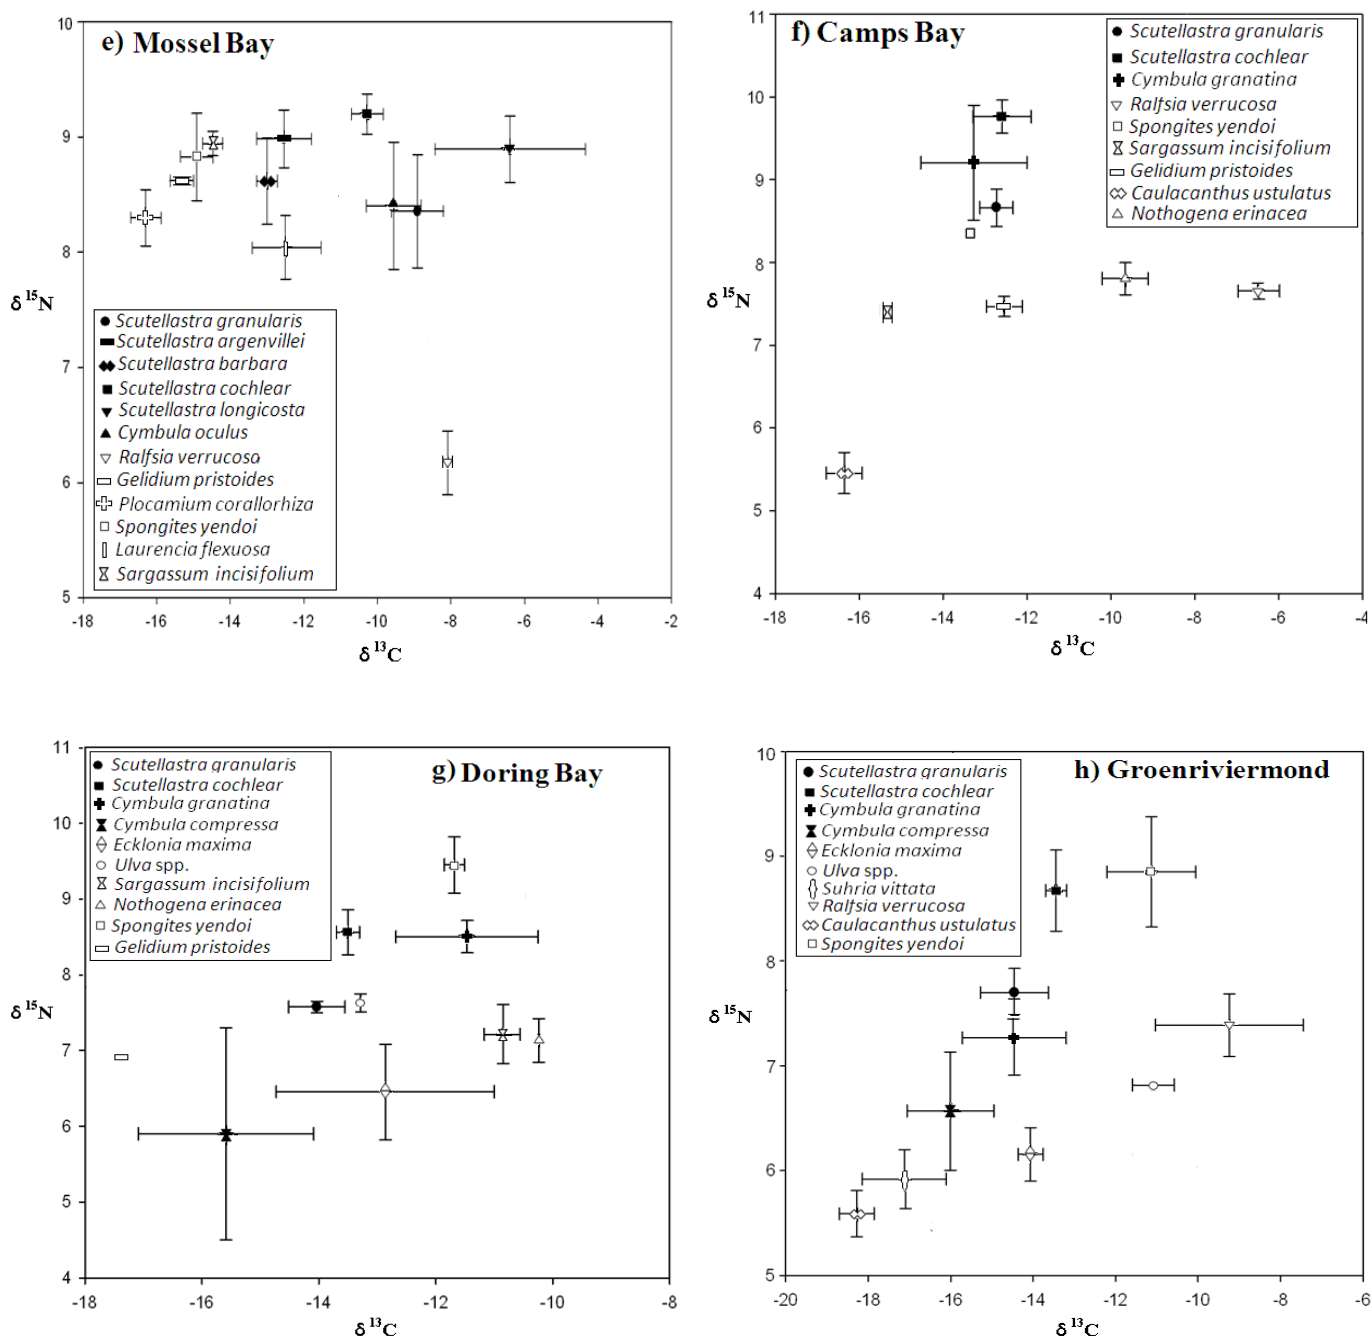 e) Mossel Bay
10
9
8
7
6
5
δ 15N
Scutellastra granularis
Scutellastra argenvillei
Scutellastra barbara
Scutellastra cochlear
Scutellastra longicosta
Cymbula oculus
Ralfsia verrucosa
Gelidium pristoides
Plocamium corallorhiza
Spongites yendoi
Laurencia flexuosa
Sargassum incisifolium
-18 -16 -14 -12 -10 -8 -6 -4 -2
δ 13C
f) Camps Bay
11
10
9
8
7
6
5
4
δ 15N
Scutellastra granularis
Scutellastra cochlear
Cymbula granatina
Ralfsia verrucosa
Spongites yendoi
Sargassum incisifolium
Gelidium pristoides
Caulacanthus ustulatus
Nothogena erinacea
-18 -16 -14 -12 -10 -8 -6 -4
δ 13C
g) Doring Bay
11
10
9
8
7
6
5
4
δ 15N
Scutellastra granularis
Scutellastra cochlear
Cymbula granatina
Cymbula compressa
Ecklonia maxima
Ulva spp.
Sargassum incisifolium
Nothogena erinacea
Spongites yendoi
Gelidium pristoides
-18 -16 -14 -12 -10 -8
δ 13C
h) Groenriviermond
10
9
8
7
6
5
δ 15N
Scutellastra granularis
Scutellastra cochlear
Cymbula granatina
Cymbula compressa
Ecklonia maxima
Ulva spp.
Suhria vittata
Ralfsia verrucosa
Caulacanthus ustulatus
Spongites yendoi
-20 -18 -16 -14 -12 -10 -8 -6
δ 13C